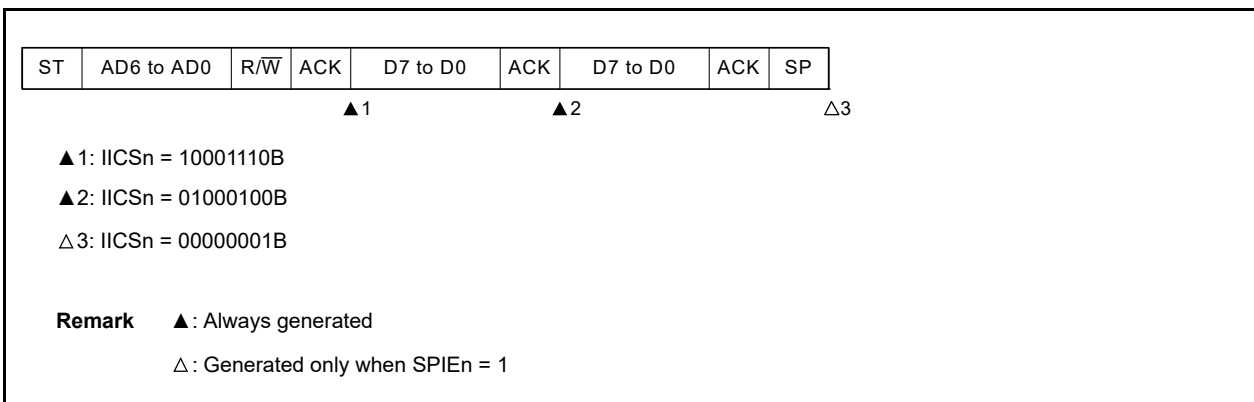 ST AD6 to AD0 R/W̅ ACK D7 to D0 ACK D7 to D0 ACK SP
▲1 ▲2 △3
▲1: IICSn = 10001110B
▲2: IICSn = 01000100B
△3: IICSn = 00000001B
Remark ▲: Always generated
△: Generated only when SPIEn = 1